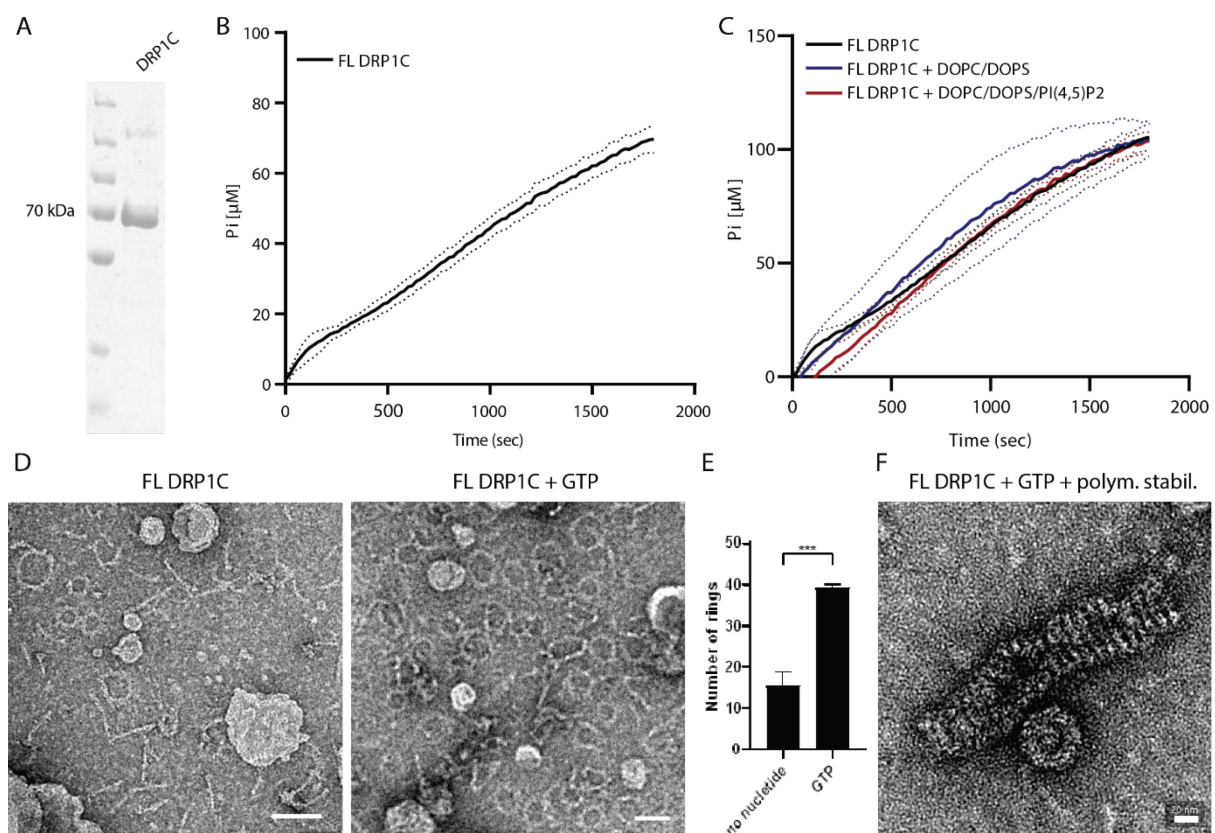 A
DRP1C
70 kDa
B
100
80
60
40
20
0
Pi [µM]
FL DRP1C
0 500 1000 1500 2000
Time (sec)
C
150
100
50
0
Pi [µM]
FL DRP1C
FL DRP1C + DOPC/DOPS
FL DRP1C + DOPC/DOPS/PI(4,5)P2
0 500 1000 1500 2000
Time (sec)
D
FL DRP1C
FL DRP1C + GTP
E
50
40
30
20
10
0
Number of rings
***
no nucletide
GTP
F
FL DRP1C + GTP + polym. stabil.
20 nm